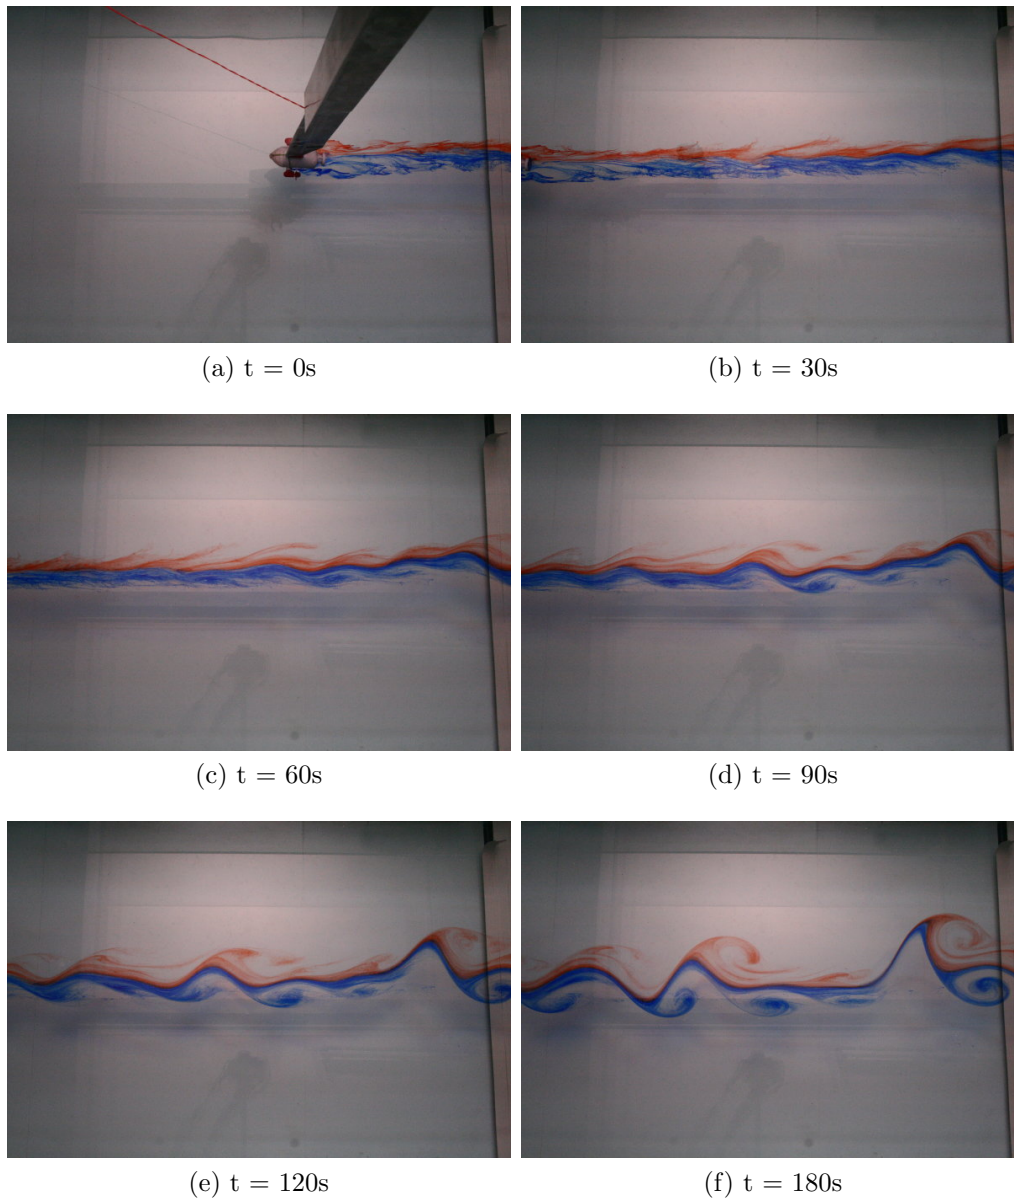 (a) t = 0s
(b) t = 30s
(c) t = 60s
(d) t = 90s
(e) t = 120s
(f) t = 180s